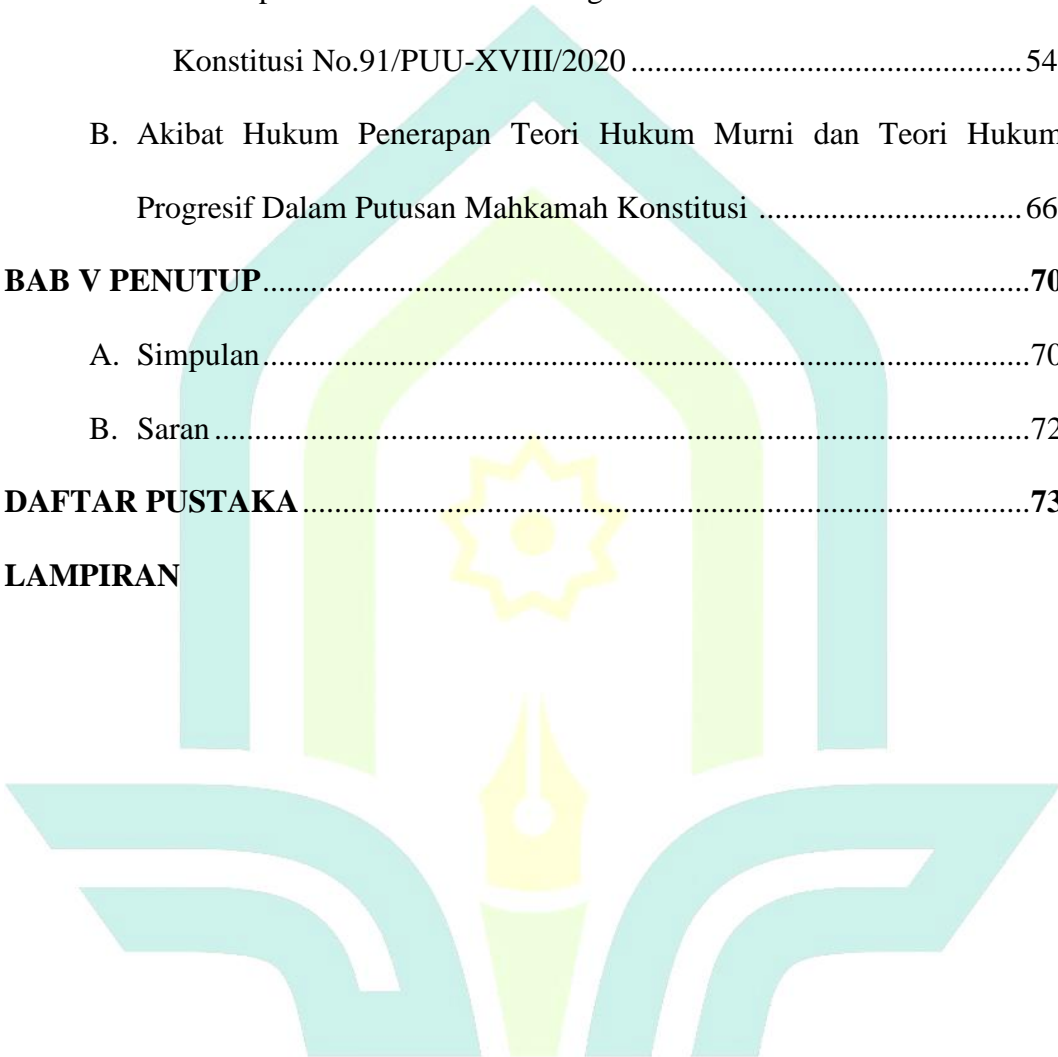 Konstitusi No.91/PUU-XVIII/2020 ............................................ 54
B. Akibat Hukum Penerapan Teori Hukum Murni dan Teori Hukum
Progresif Dalam Putusan Mahkamah Konstitusi ............................... 66
BAB V PENUTUP .......................................................................................... 70
A. Simpulan ........................................................................................... 70
B. Saran ................................................................................................. 72
DAFTAR PUSTAKA ...................................................................................... 73
LAMPIRAN